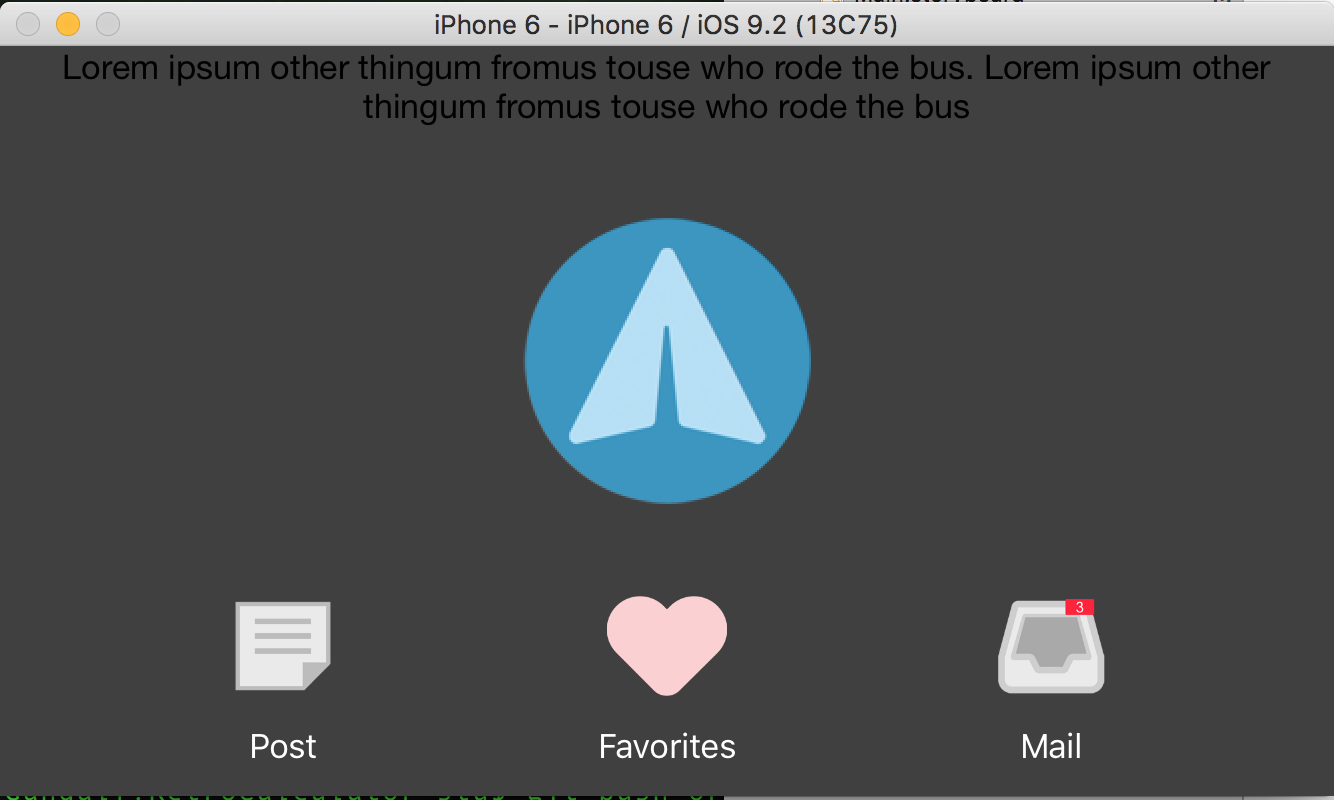 iPhone 6 - iPhone 6 / iOS 9.2 (13C75)
Lorem ipsum other thingum fromus touse who rode the bus. Lorem ipsum other
thingum fromus touse who rode the bus
3
Post
Favorites
Mail